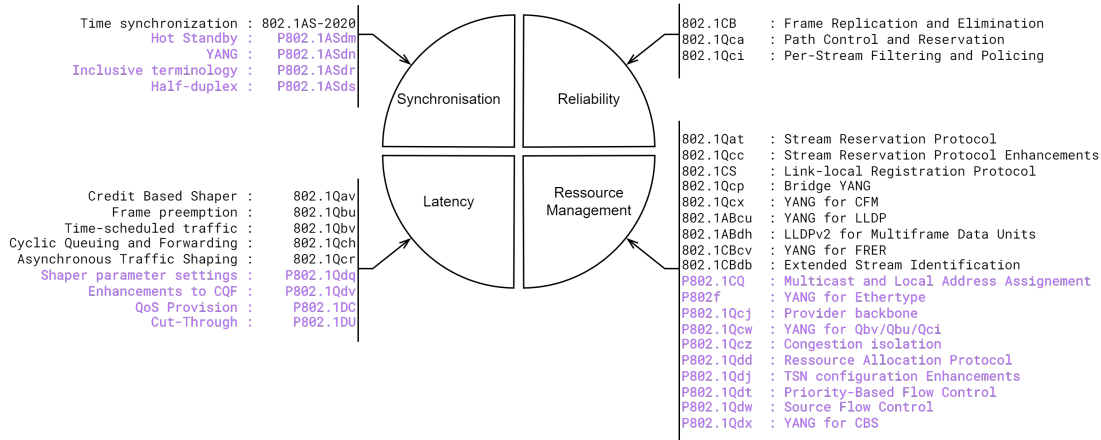 Time synchronization : 802.1AS-2020
Hot Standby : P802.1ASdm
YANG : P802.1ASdn
Inclusive terminology : P802.1ASdr
Half-duplex : P802.1ASds
Synchronisation
Reliability
802.1CB : Frame Replication and Elimination
802.1Qca : Path Control and Reservation
802.1Qci : Per-Stream Filtering and Policing
Credit Based Shaper : 802.1Qav
Frame preemption : 802.1Qbu
Time-scheduled traffic : 802.1Qbv
Cyclic Queuing and Forwarding : 802.1Qch
Asynchronous Traffic Shaping : 802.1Qcr
Shaper parameter settings : P802.1Qdq
Enhancements to CQF : P802.1Qdv
QoS Provision : P802.1DC
Cut-Through : P802.1DU
Latency
Ressource
Management
802.1Qat : Stream Reservation Protocol
802.1Qcc : Stream Reservation Protocol Enhancements
802.1CS : Link-local Registration Protocol
802.1Qcp : Bridge YANG
802.1Qcx : YANG for CFM
802.1ABcu : YANG for LLDP
802.1ABdh : LLDPv2 for Multiframe Data Units
802.1CBcv : YANG for FRER
802.1CBdb : Extended Stream Identification
P802.1CQ : Multicast and Local Address Assignement
P802f : YANG for Ethertype
P802.1Qcj : Provider backbone
P802.1Qcw : YANG for Qbv/Qbu/Qci
P802.1Qcz : Congestion isolation
P802.1Qdd : Ressource Allocation Protocol
P802.1Qdj : TSN configuration Enhancements
P802.1Qdt : Priority-Based Flow Control
P802.1Qdw : Source Flow Control
P802.1Qdx : YANG for CBS